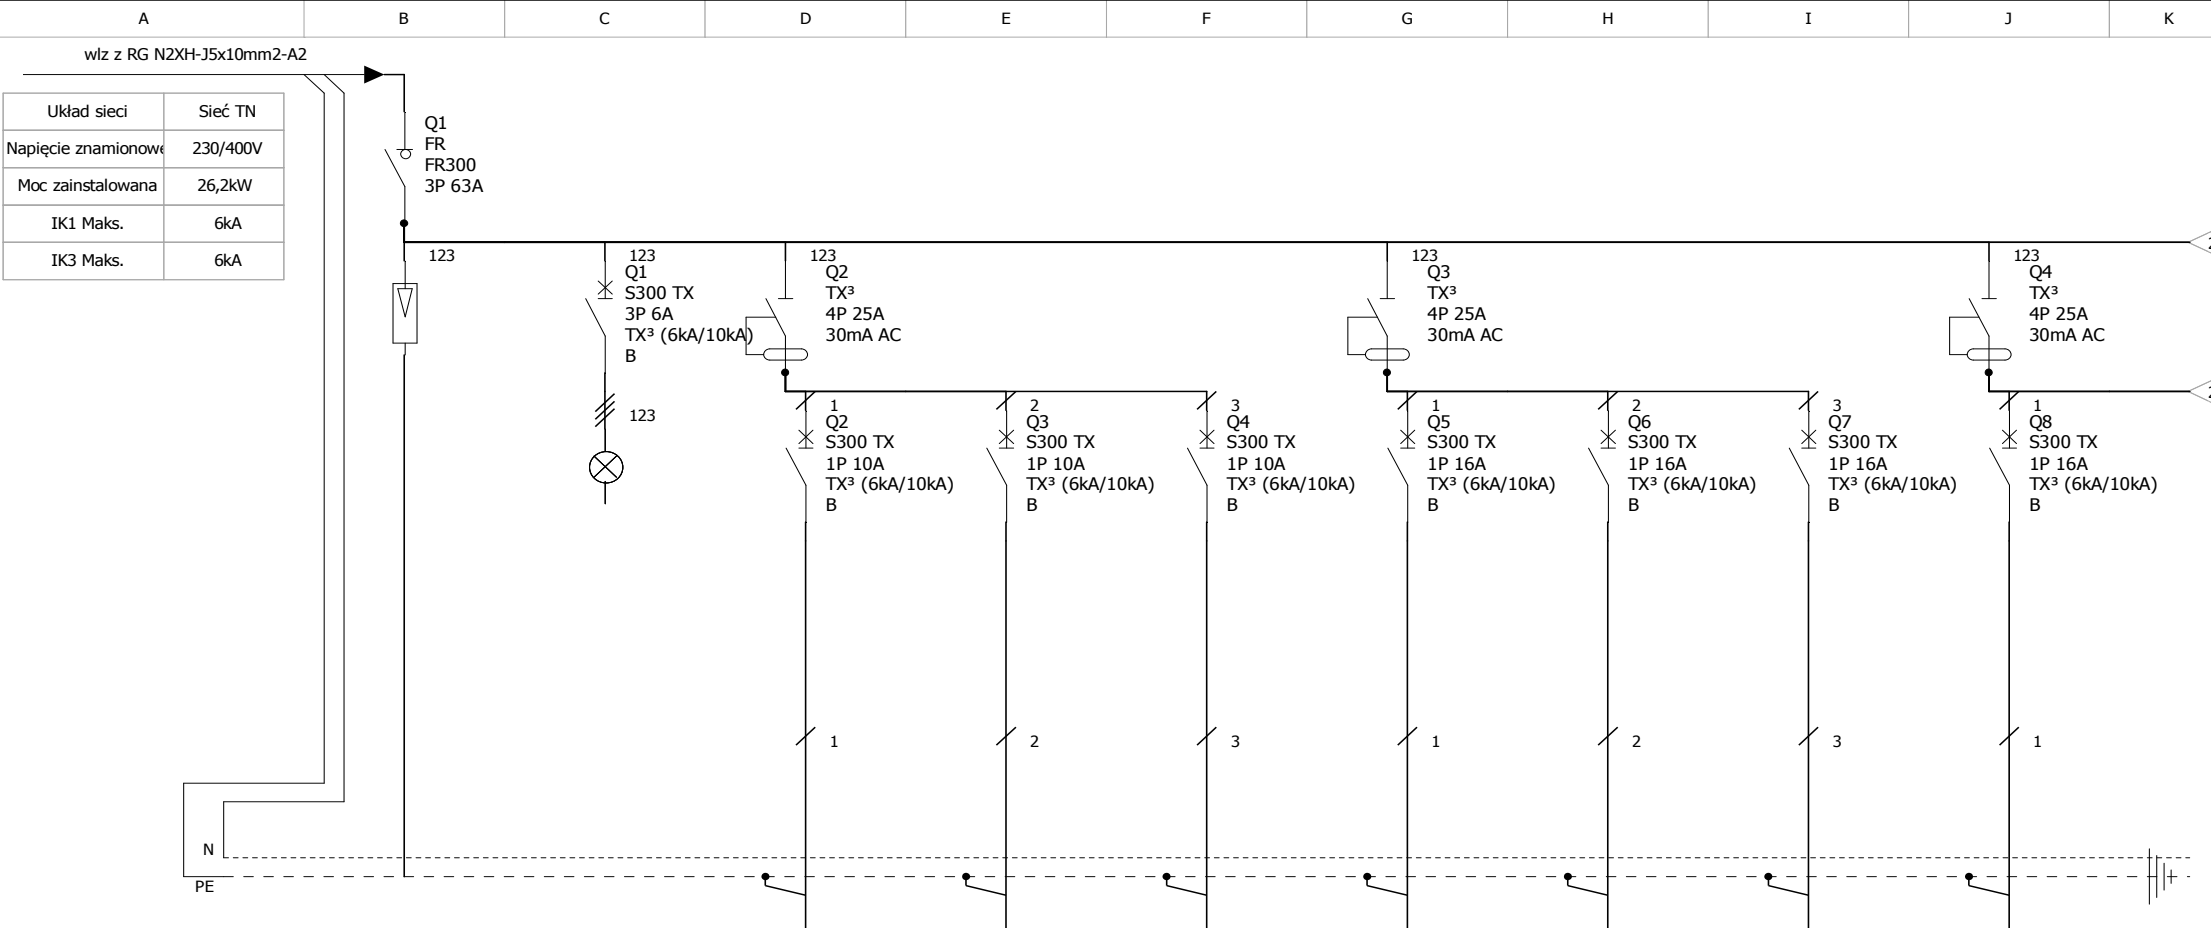 A B C D E F G H I J K
wlz z RG N2XH-J5x10mm2-A2
Układ sieci Sieć TN
Napięcie znamionowe 230/400V
Moc zainstalowana 26,2kW
IK1 Maks. 6kA
IK3 Maks. 6kA
Q1
FR
FR300
3P 63A
123
123
Q1
S300 TX
3P 6A
TX³ (6kA/10kA)
B
123
123
Q2
TX³
4P 25A
30mA AC
123
Q3
TX³
4P 25A
30mA AC
123
Q4
TX³
4P 25A
30mA AC
1
Q2
S300 TX
1P 10A
TX³ (6kA/10kA)
B
2
Q3
S300 TX
1P 10A
TX³ (6kA/10kA)
B
3
Q4
S300 TX
1P 10A
TX³ (6kA/10kA)
B
1
Q5
S300 TX
1P 16A
TX³ (6kA/10kA)
B
2
Q6
S300 TX
1P 16A
TX³ (6kA/10kA)
B
3
Q7
S300 TX
1P 16A
TX³ (6kA/10kA)
B
1
Q8
S300 TX
1P 16A
TX³ (6kA/10kA)
B
1 2 3 1 2 3 1
N
PE